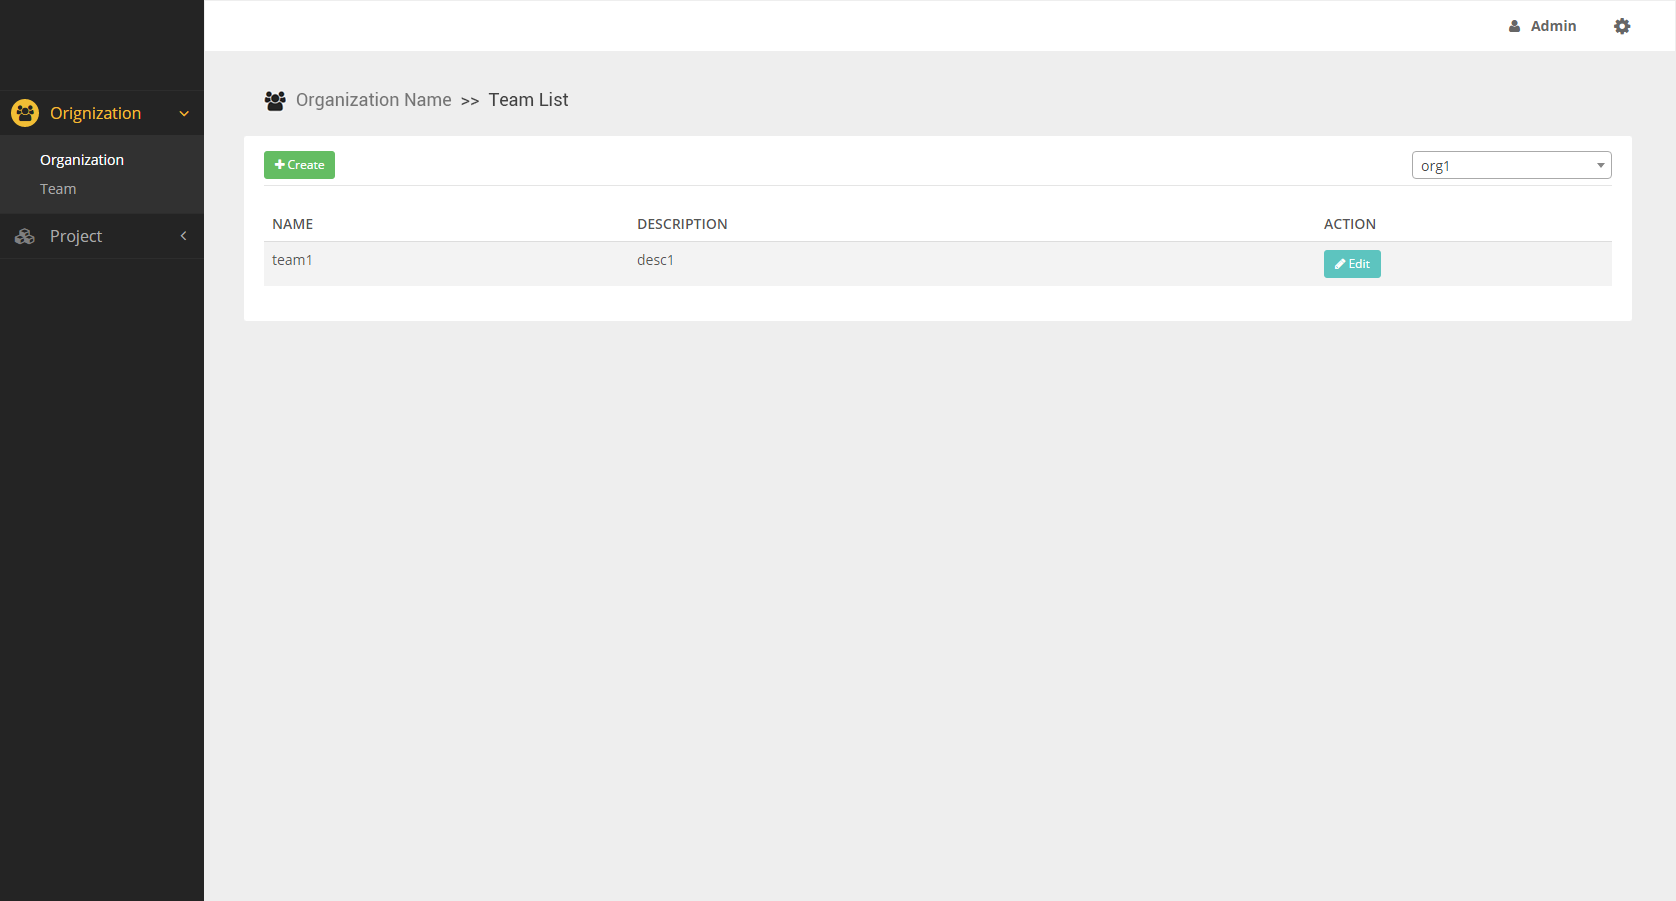 Admin
Orignization
Organization
Team
Project
Organization Name >> Team List
Create
org1
NAME DESCRIPTION ACTION
team1 desc1 Edit